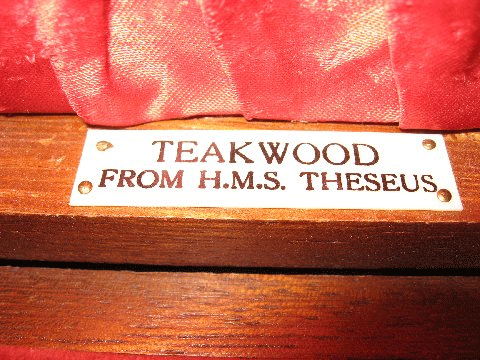 TEAKWOOD
FROM H.M.S. THESEUS